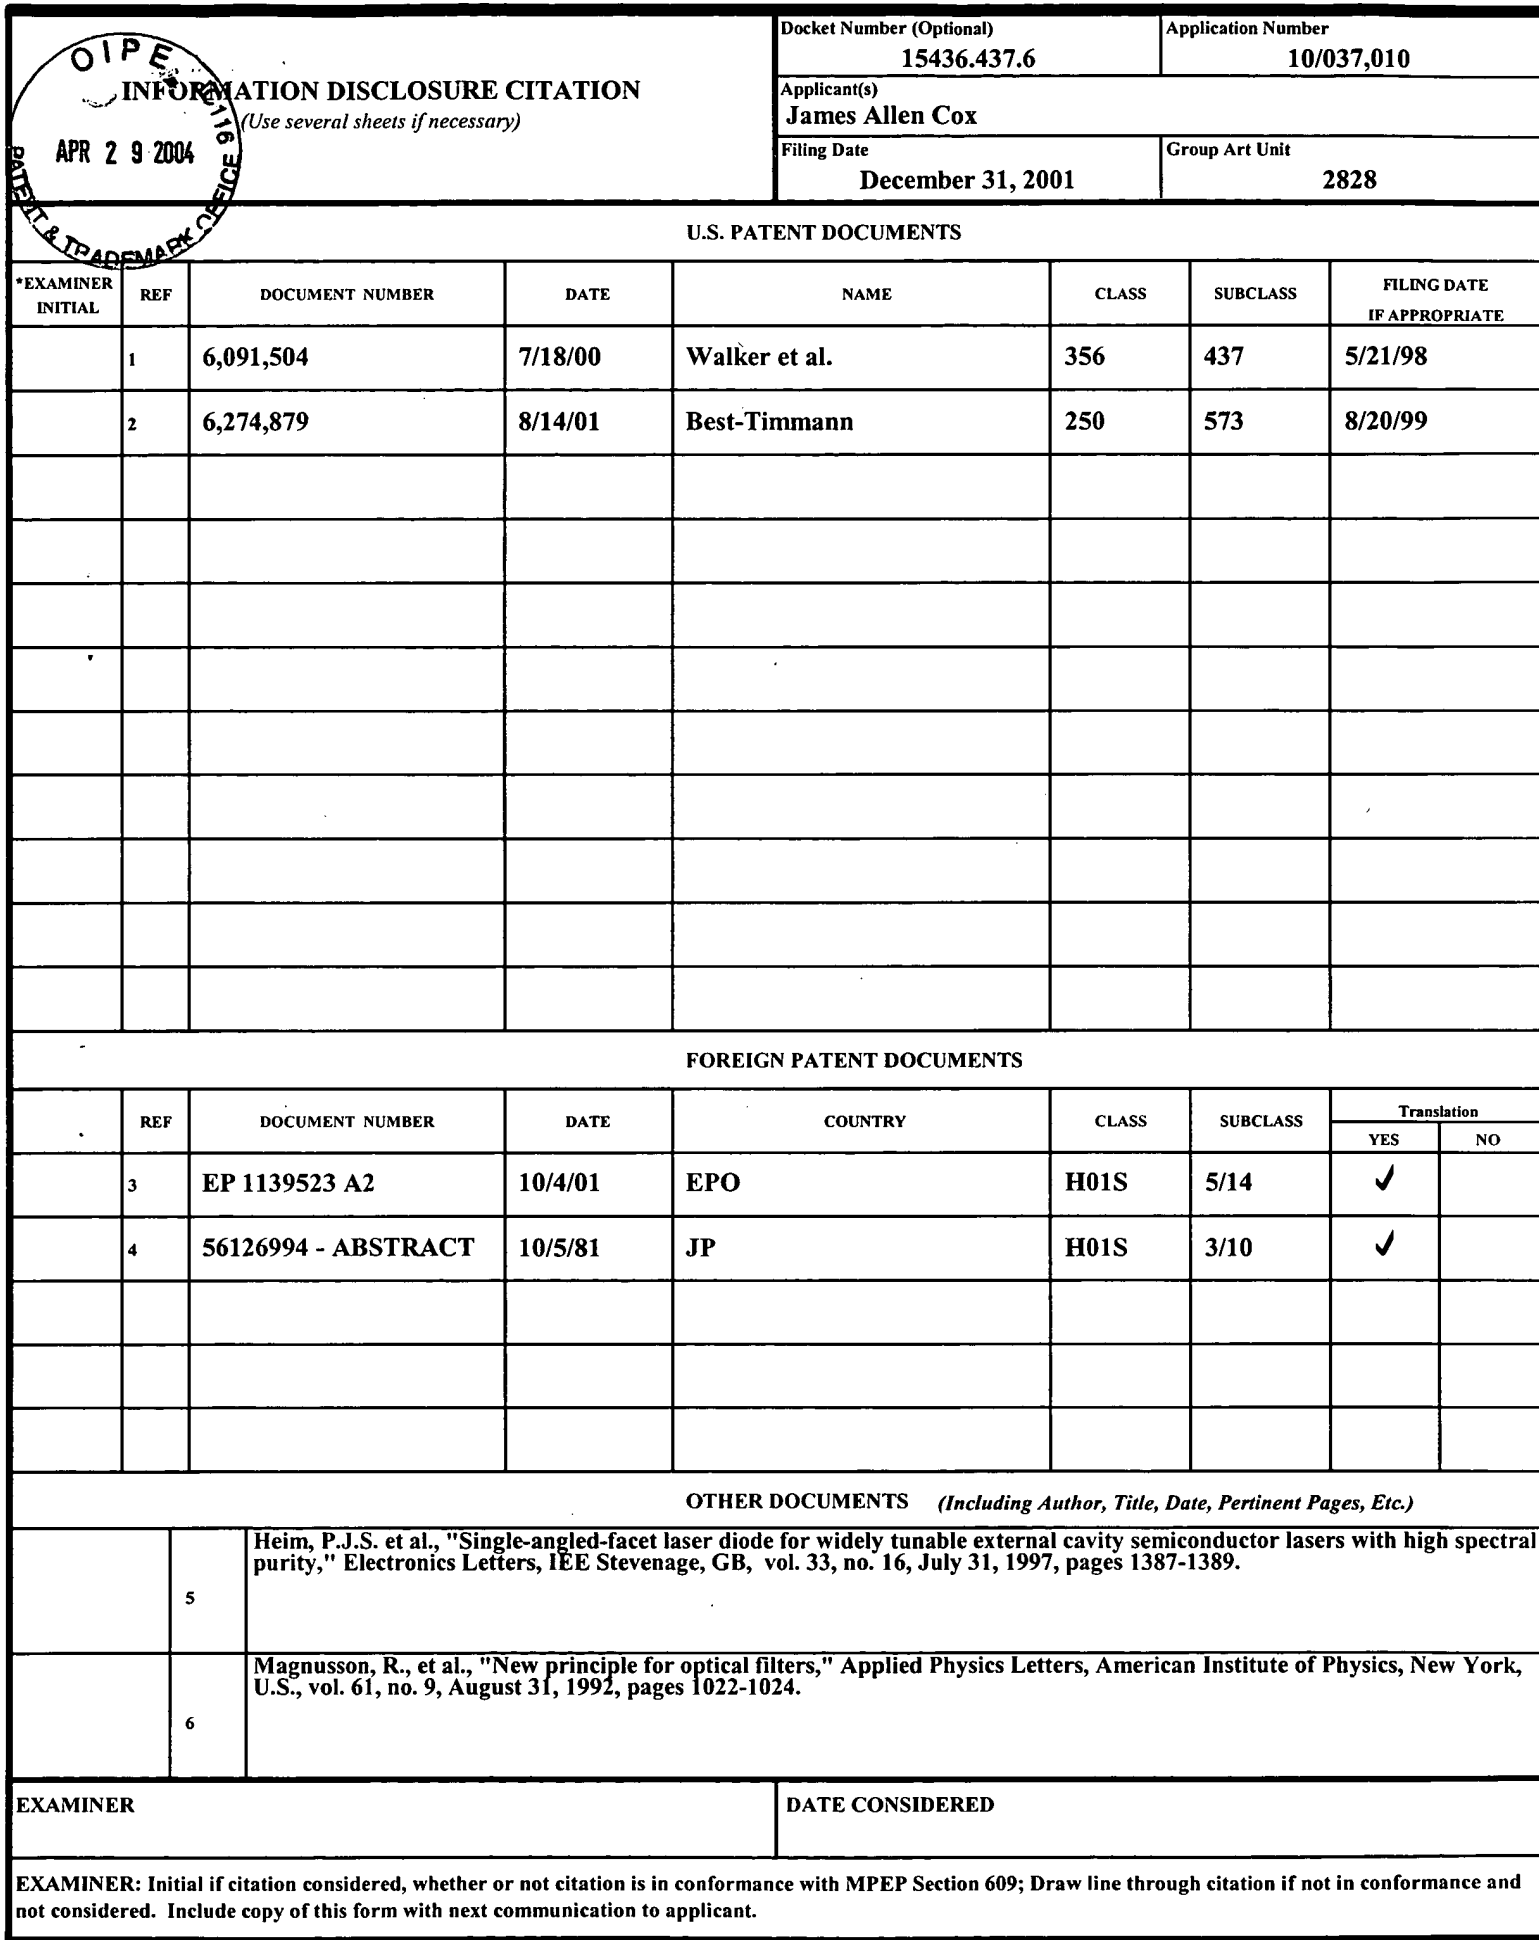 OIPE
APR 2 9 2004
PATENT & TRADEMARK OFFICE
INFORMATION DISCLOSURE CITATION
(Use several sheets if necessary)
Docket Number (Optional)
15436.437.6
Application Number
10/037,010
Applicant(s)
James Allen Cox
Filing Date
December 31, 2001
Group Art Unit
2828
U.S. PATENT DOCUMENTS
*EXAMINER INITIAL REF DOCUMENT NUMBER DATE NAME CLASS SUBCLASS FILING DATE IF APPROPRIATE
1 6,091,504 7/18/00 Walker et al. 356 437 5/21/98
2 6,274,879 8/14/01 Best-Timmann 250 573 8/20/99
FOREIGN PATENT DOCUMENTS
REF DOCUMENT NUMBER DATE COUNTRY CLASS SUBCLASS Translation
YES NO
3 EP 1139523 A2 10/4/01 EPO H01S 5/14 ✓
4 56126994 - ABSTRACT 10/5/81 JP H01S 3/10 ✓
OTHER DOCUMENTS (Including Author, Title, Date, Pertinent Pages, Etc.)
Heim, P.J.S. et al., "Single-angled-facet laser diode for widely tunable external cavity semiconductor lasers with high spectral
purity," Electronics Letters, IEE Stevenage, GB, vol. 33, no. 16, July 31, 1997, pages 1387-1389.
5
Magnusson, R., et al., "New principle for optical filters," Applied Physics Letters, American Institute of Physics, New York,
U.S., vol. 61, no. 9, August 31, 1992, pages 1022-1024.
6
EXAMINER
DATE CONSIDERED
EXAMINER: Initial if citation considered, whether or not citation is in conformance with MPEP Section 609; Draw line through citation if not in conformance and
not considered. Include copy of this form with next communication to applicant.